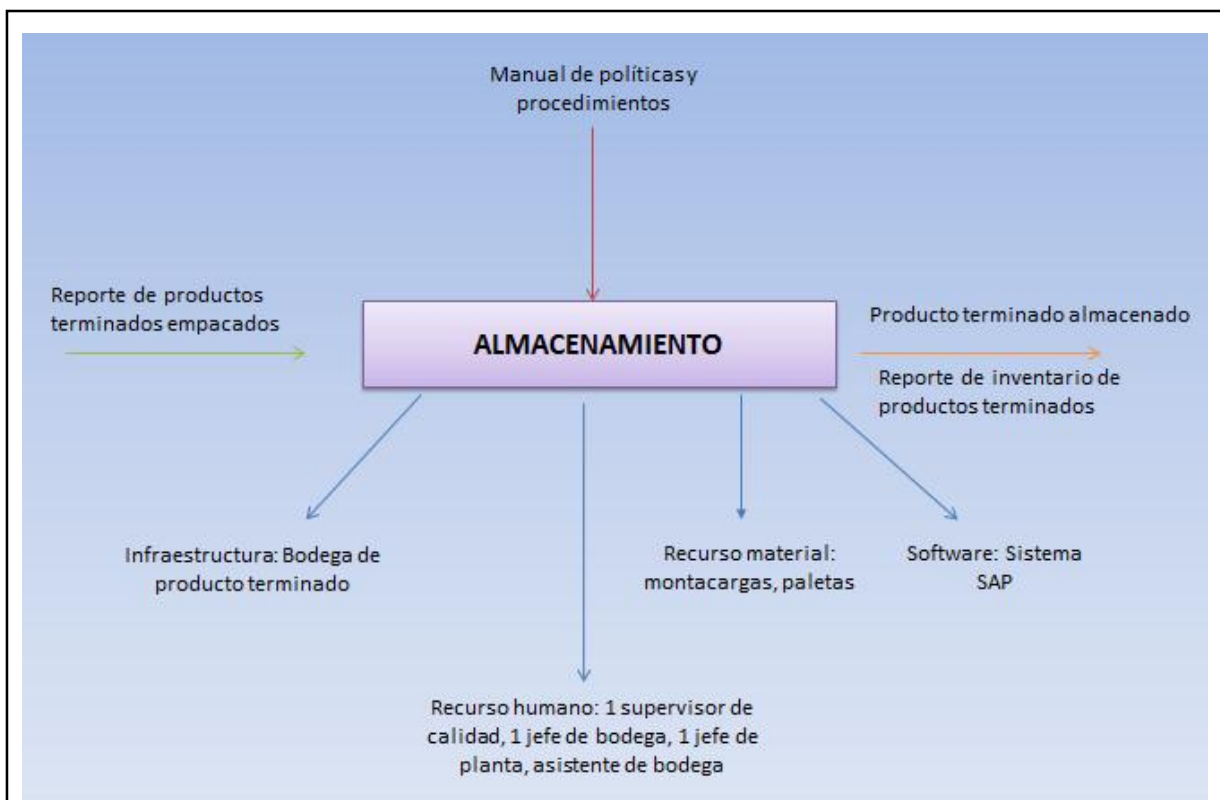 Manual de políticas y
procedimientos
Reporte de productos
terminados empacados
ALMACENAMIENTO
Producto terminado almacenado
Reporte de inventario de
productos terminados
Infraestructura: Bodega de
producto terminado
Recurso material:
montacargas, paletas
Software: Sistema
SAP
Recurso humano: 1 supervisor de
calidad, 1 jefe de bodega, 1 jefe de
planta, asistente de bodega